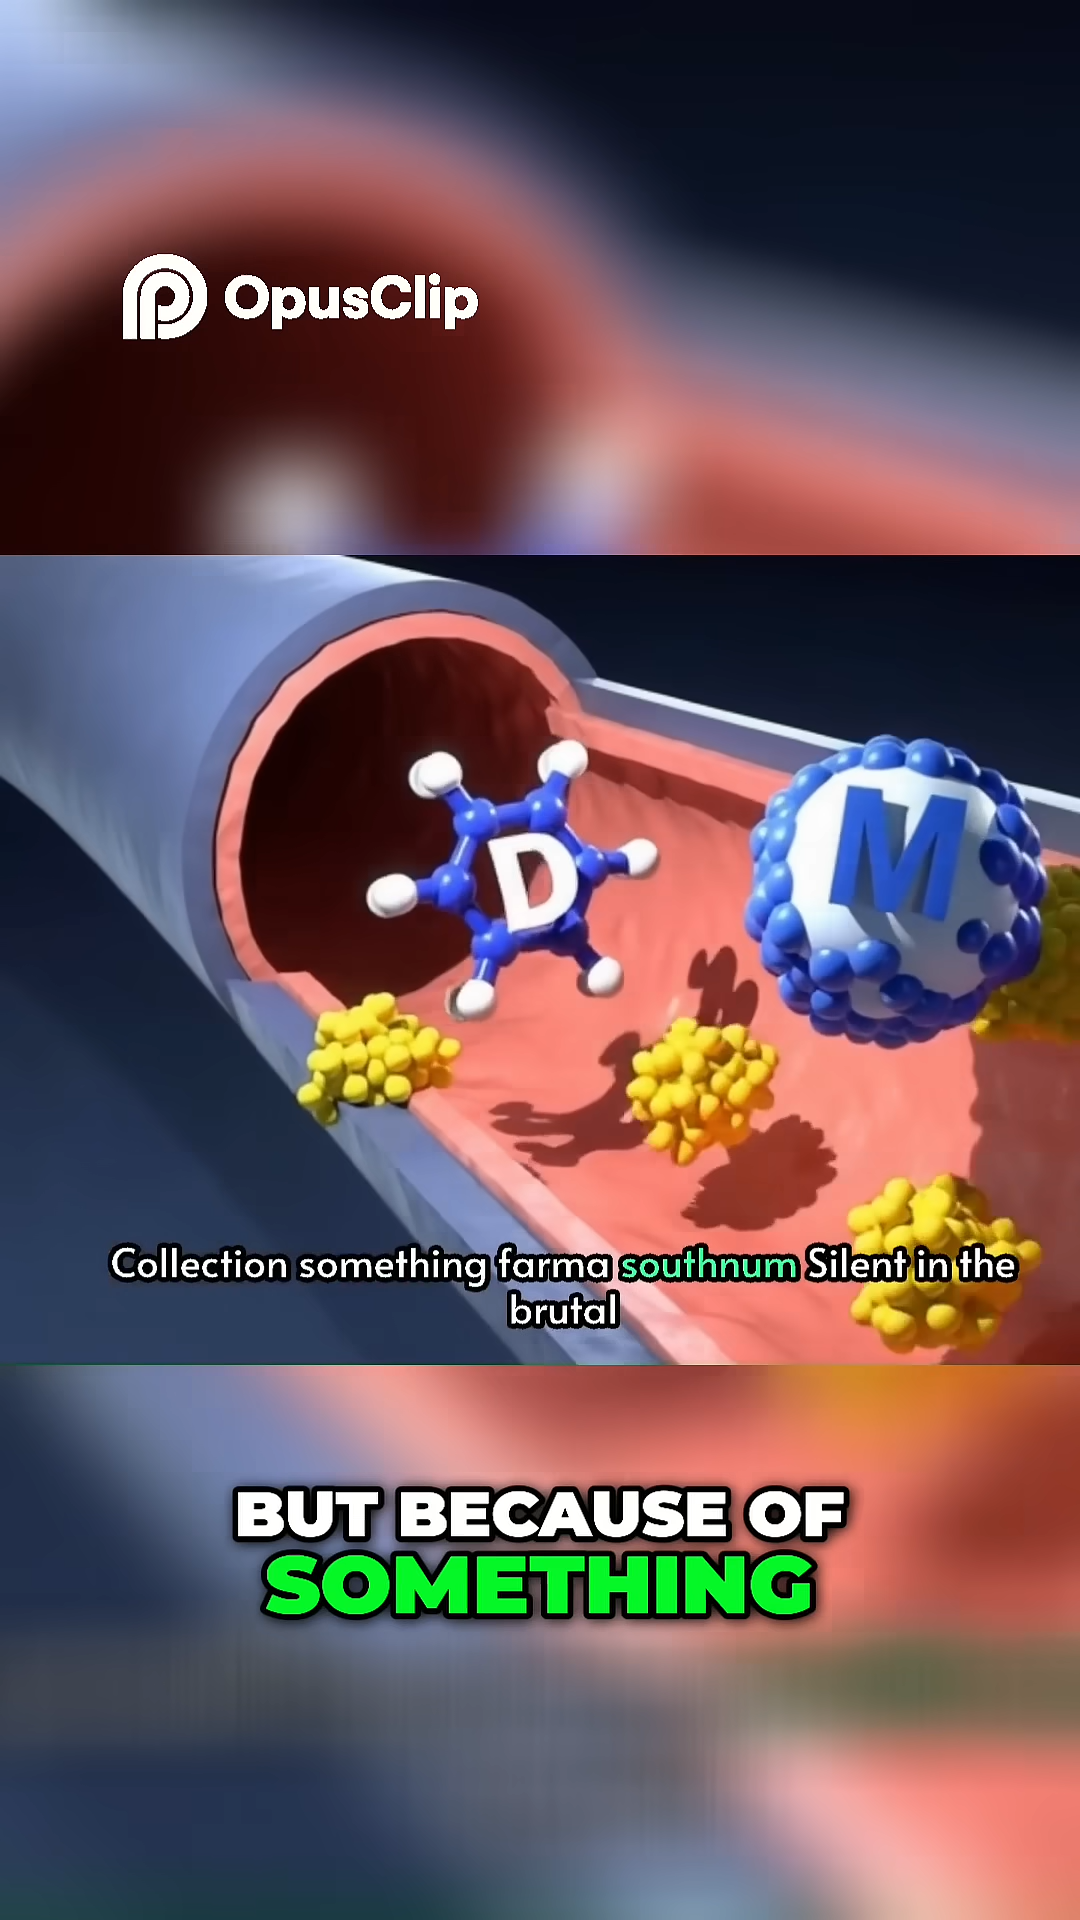 OpusClip
D
M
Collection something farma southnum Silent in the
brutal
BUT BECAUSE OF
SOMETHING